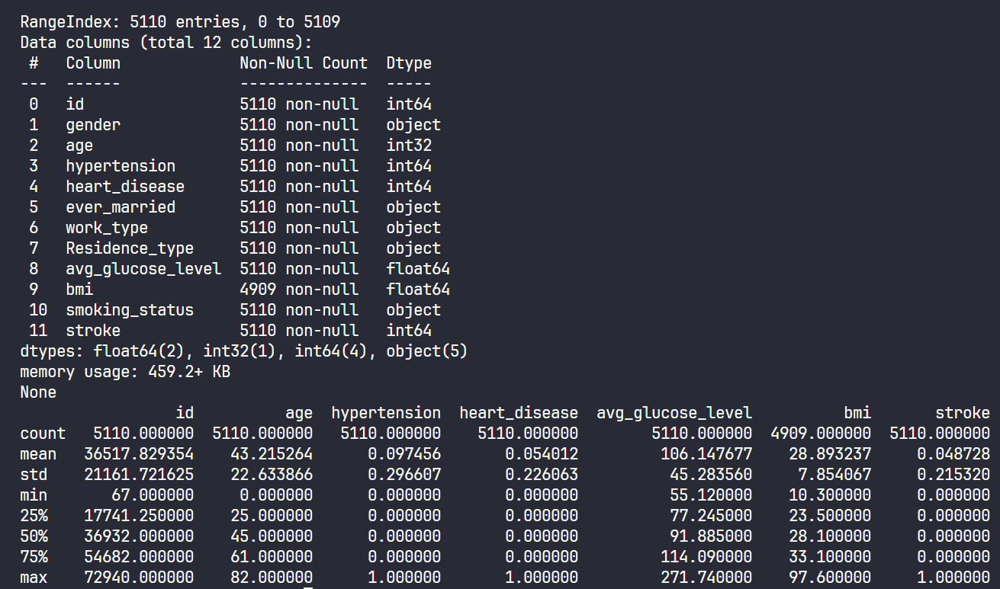 RangeIndex: 5110 entries, 0 to 5109
Data columns (total 12 columns):
 #   Column             Non-Null Count  Dtype
---  ------             --------------  -----
 0   id                 5110 non-null   int64
 1   gender             5110 non-null   object
 2   age                5110 non-null   int32
 3   hypertension       5110 non-null   int64
 4   heart_disease      5110 non-null   int64
 5   ever_married       5110 non-null   object
 6   work_type          5110 non-null   object
 7   Residence_type     5110 non-null   object
 8   avg_glucose_level  5110 non-null   float64
 9   bmi                4909 non-null   float64
 10  smoking_status     5110 non-null   object
 11  stroke             5110 non-null   int64
dtypes: float64(2), int32(1), int64(4), object(5)
memory usage: 459.2+ KB
None
                 id          age  hypertension  heart_disease  avg_glucose_level          bmi       stroke
count   5110.000000  5110.000000   5110.000000    5110.000000        5110.000000  4909.000000  5110.000000
mean   36517.829354    43.215264      0.097456       0.054012         106.147677    28.893237     0.048728
std    21161.721625    22.633866      0.296607       0.226063          45.283560     7.854067     0.215320
min       67.000000     0.000000      0.000000       0.000000          55.120000    10.300000     0.000000
25%    17741.250000    25.000000      0.000000       0.000000          77.245000    23.500000     0.000000
50%    36932.000000    45.000000      0.000000       0.000000          91.885000    28.100000     0.000000
75%    54682.000000    61.000000      0.000000       0.000000         114.090000    33.100000     0.000000
max    72940.000000    82.000000      1.000000       1.000000         271.740000    97.600000     1.000000